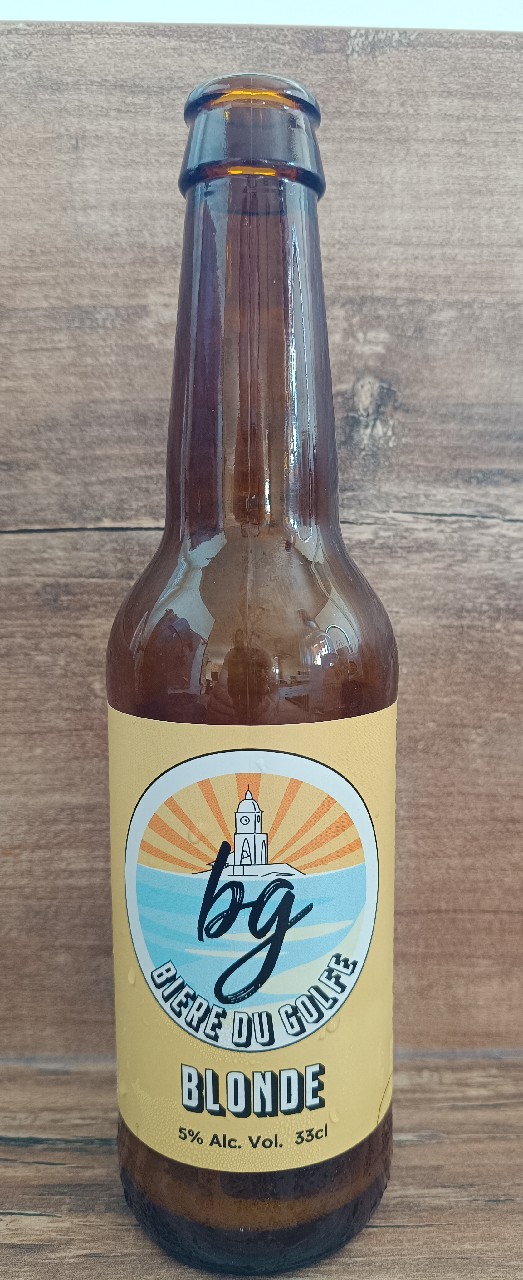 bg
BIERE DU GOLFE
BLONDE
5% Alc. Vol. 33cl